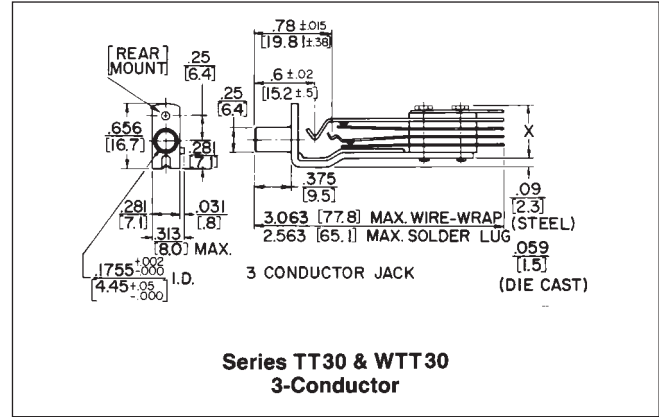 .78 ±.015
[19.81±.38]
[REAR MOUNT]
.25
[6.4]
.6 ±.02
[15.2 ±.5]
.25
[6.4]
.656
[16.7]
X
.281
[7.1]
.375
[9.5]
.09
[2.3]
(STEEL)
.281
[7.1]
.031
[.8]
3.063 [77.8] MAX. WIRE-WRAP
2.563 [65.1] MAX. SOLDER LUG
.313
[8.0] MAX.
.059
[1.5]
(DIE CAST)
.1755 +.002 -.000
[4.45 +.05 -.000] I.D.
3 CONDUCTOR JACK
Series TT30 & WTT30
3-Conductor